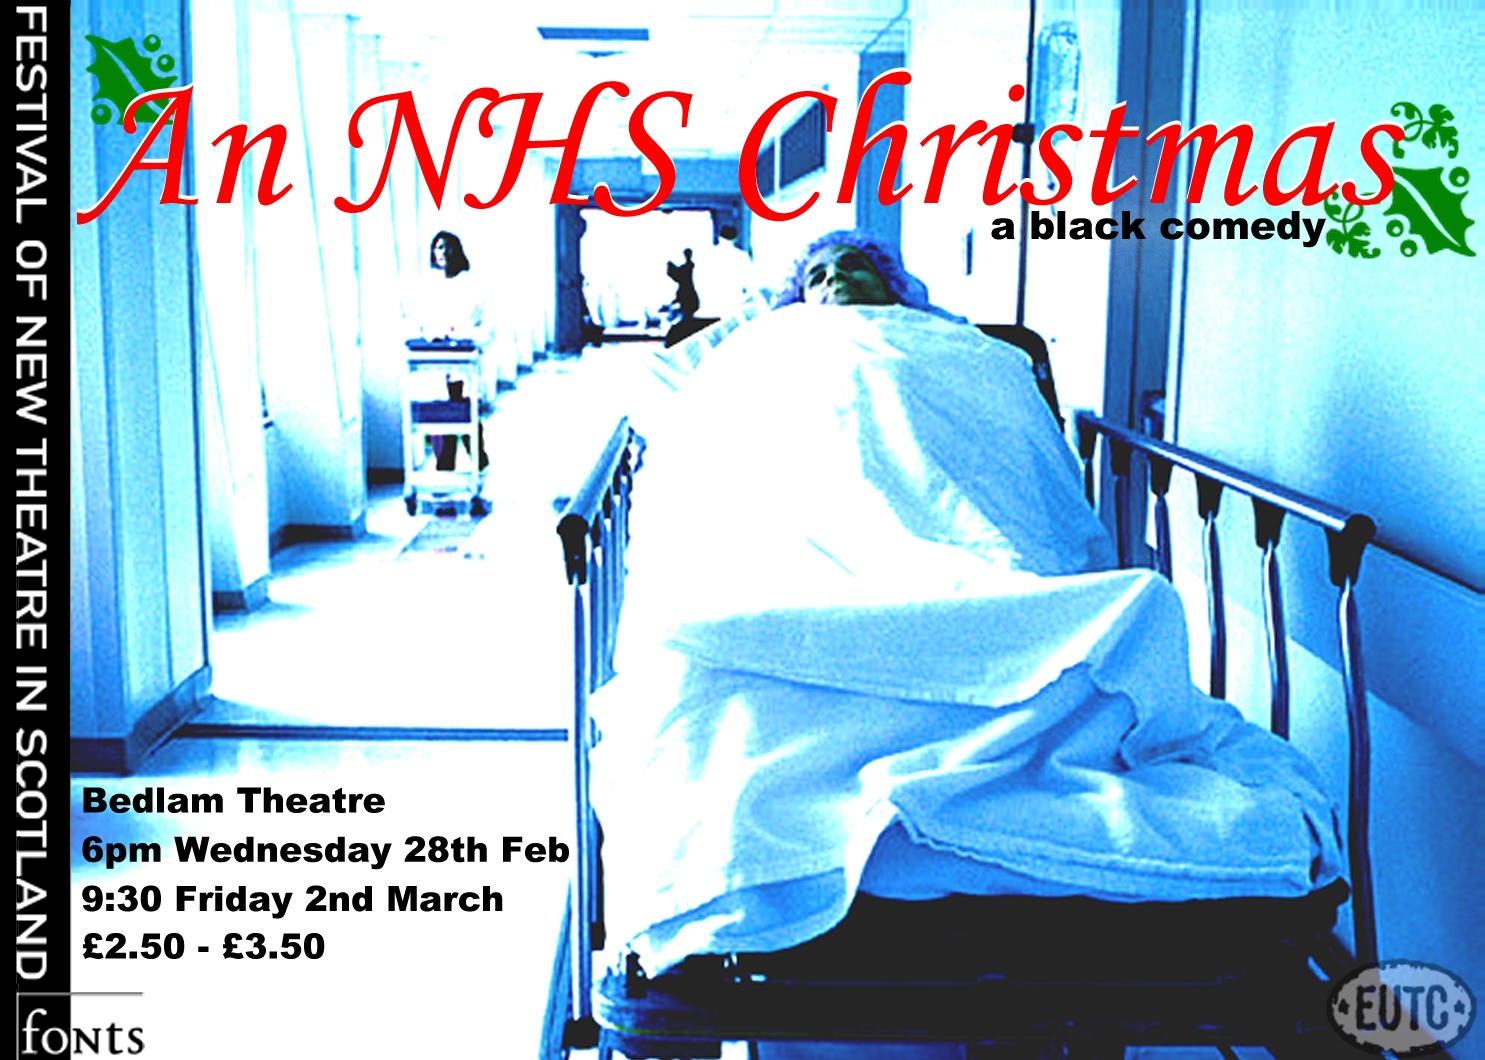 FESTIVAL OF NEW THEATRE IN SCOTLAND
An NHS Christmas
a black comedy
Bedlam Theatre
6pm Wednesday 28th Feb
9:30 Friday 2nd March
£2.50 - £3.50
foNTS
EUTC